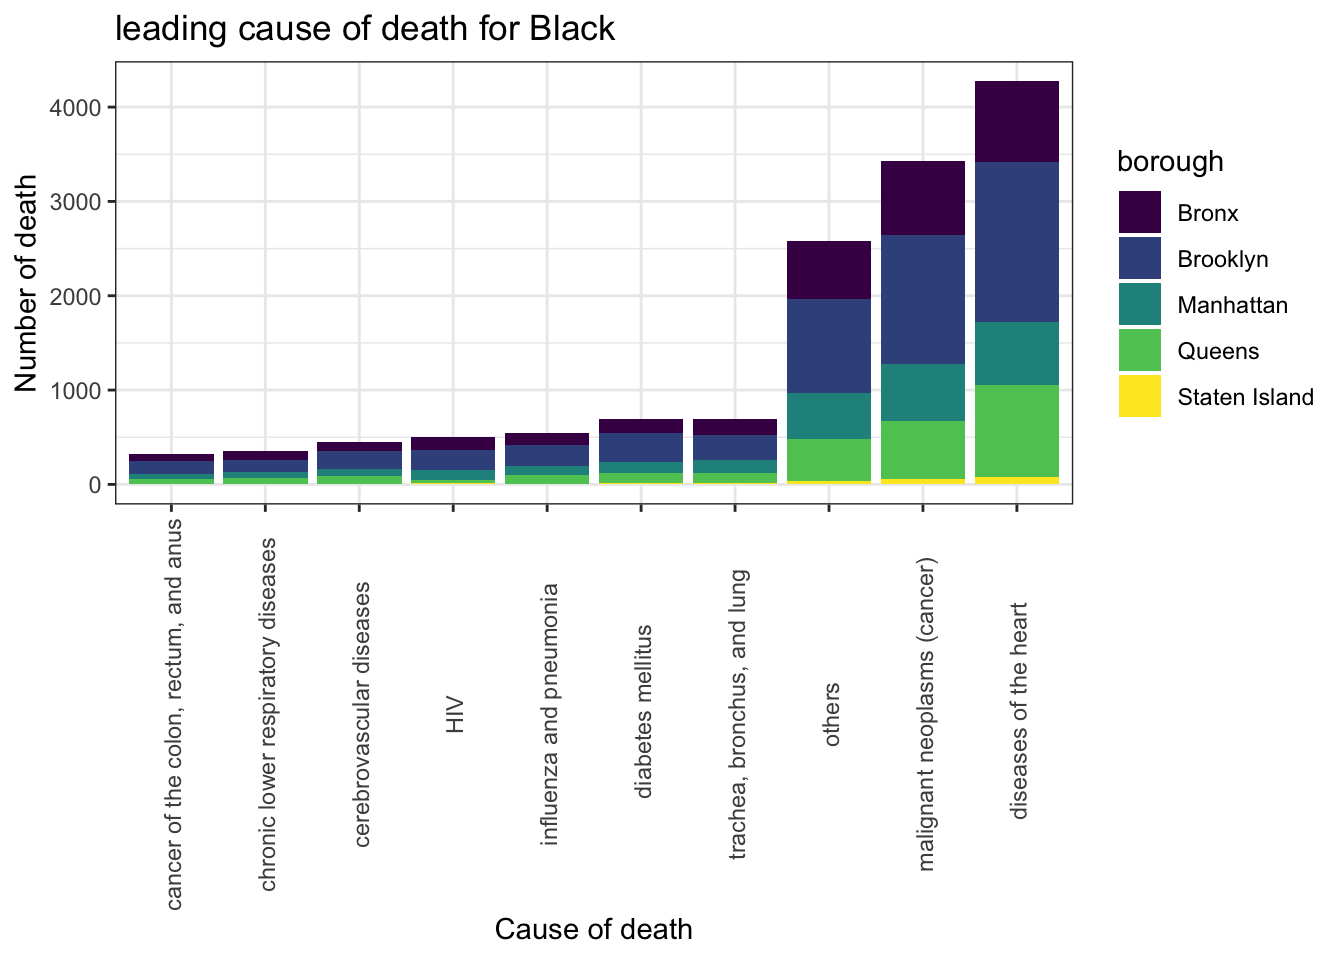 leading cause of death for Black
Number of death
4000
3000
2000
1000
0
cancer of the colon, rectum, and anus
chronic lower respiratory diseases
cerebrovascular diseases
HIV
influenza and pneumonia
diabetes mellitus
trachea, bronchus, and lung
others
malignant neoplasms (cancer)
diseases of the heart
Cause of death
borough
Bronx
Brooklyn
Manhattan
Queens
Staten Island